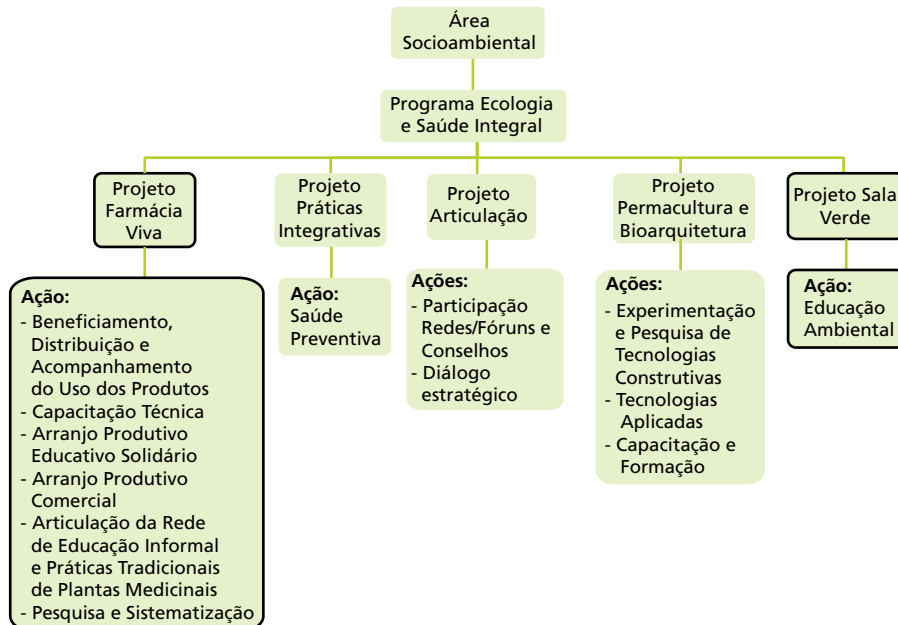 Área
Socioambiental
Programa Ecologia
e Saúde Integral
Projeto
Farmácia
Viva
Projeto
Práticas
Integrativas
Projeto
Articulação
Projeto
Permacultura e
Bioarquitetura
Projeto Sala
Verde
Ação:
- Beneficiamento,
Distribuição e
Acompanhamento
do Uso dos Produtos
- Capacitação Técnica
- Arranjo Produtivo
Educativo Solidário
- Arranjo Produtivo
Comercial
- Articulação da Rede
de Educação Informal
e Práticas Tradicionais
de Plantas Medicinais
- Pesquisa e Sistematização
Ação:
Saúde
Preventiva
Ações:
- Participação
Redes/Fóruns e
Conselhos
- Diálogo
estratégico
Ações:
- Experimentação
e Pesquisa de
Tecnologias
Construtivas
- Tecnologias
Aplicadas
- Capacitação e
Formação
Ação:
Educação
Ambiental